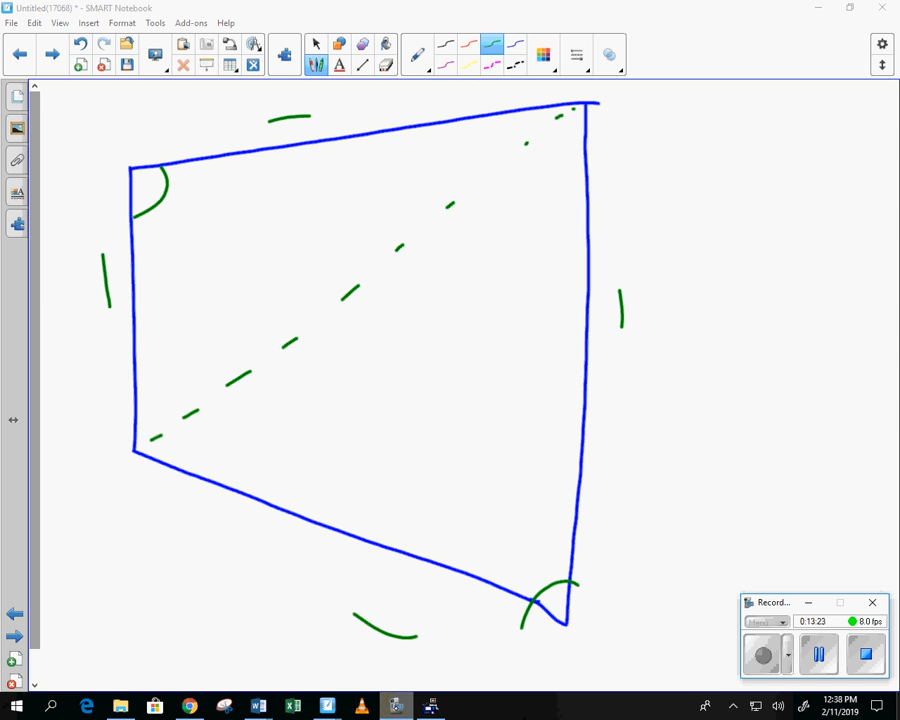 Untitled(17068) * - SMART Notebook
File Edit View Insert Format Tools Add-ons Help
Record...
Menu
0:13:23
8.0 fps
12:38 PM
2/11/2019